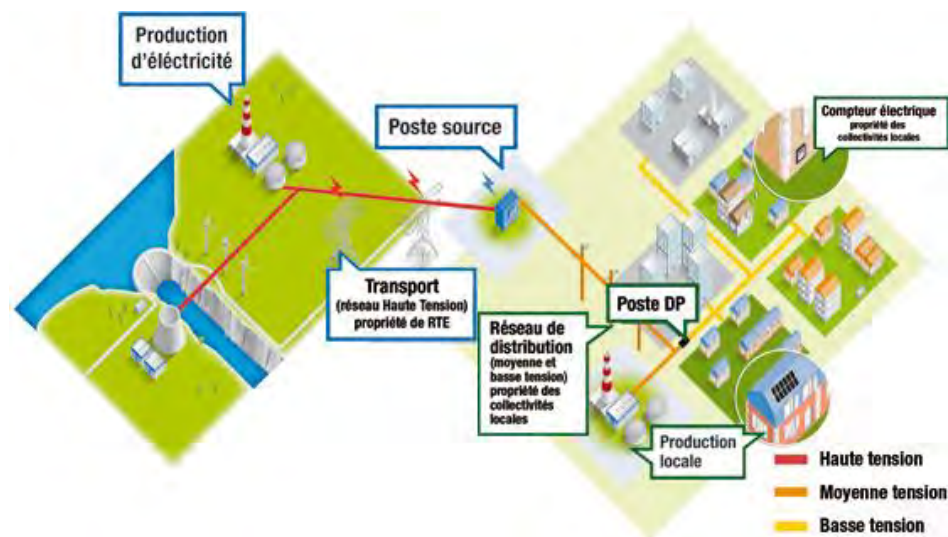 Production
d'éléctricité
Poste source
Compteur électrique
propriété des
collectivités locales
Transport
(réseau Haute Tension)
propriété de RTE
Poste DP
Réseau de
distribution
(moyenne et
basse tension)
propriété des
collectivités
locales
Production
locale
Haute tension
Moyenne tension
Basse tension